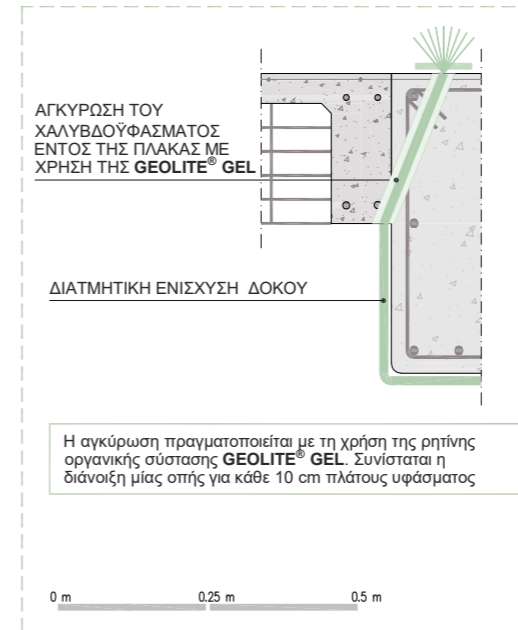 ΑΓΚΥΡΩΣΗ ΤΟΥ
ΧΑΛΥΒΔΟΫΦΑΣΜΑΤΟΣ
ΕΝΤΟΣ ΤΗΣ ΠΛΑΚΑΣ ΜΕ
ΧΡΗΣΗ ΤΗΣ GEOLITE® GEL
ΔΙΑΤΜΗΤΙΚΗ ΕΝΙΣΧΥΣΗ ΔΟΚΟΥ
Η αγκύρωση πραγματοποιείται με τη χρήση της ρητίνης
οργανικής σύστασης GEOLITE® GEL. Συνίσταται η
διάνοιξη μίας οπής για κάθε 10 cm πλάτους υφάσματος
0 m 0.25 m 0.5 m